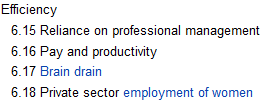 Efficiency
6.15 Reliance on professional management
6.16 Pay and productivity
6.17 Brain drain
6.18 Private sector employment of women